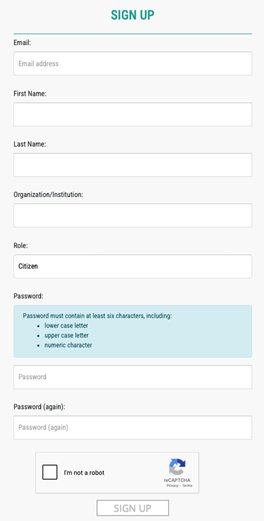 SIGN UP
Email:
Email address
First Name:
Last Name:
Organization/Institution:
Role:
Citizen
Password:
Password must contain at least six characters, including:
• lower case letter
• upper case letter
• numeric character
Password
Password (again):
Password (again)
I'm not a robot
reCAPTCHA
Privacy - Terms
SIGN UP